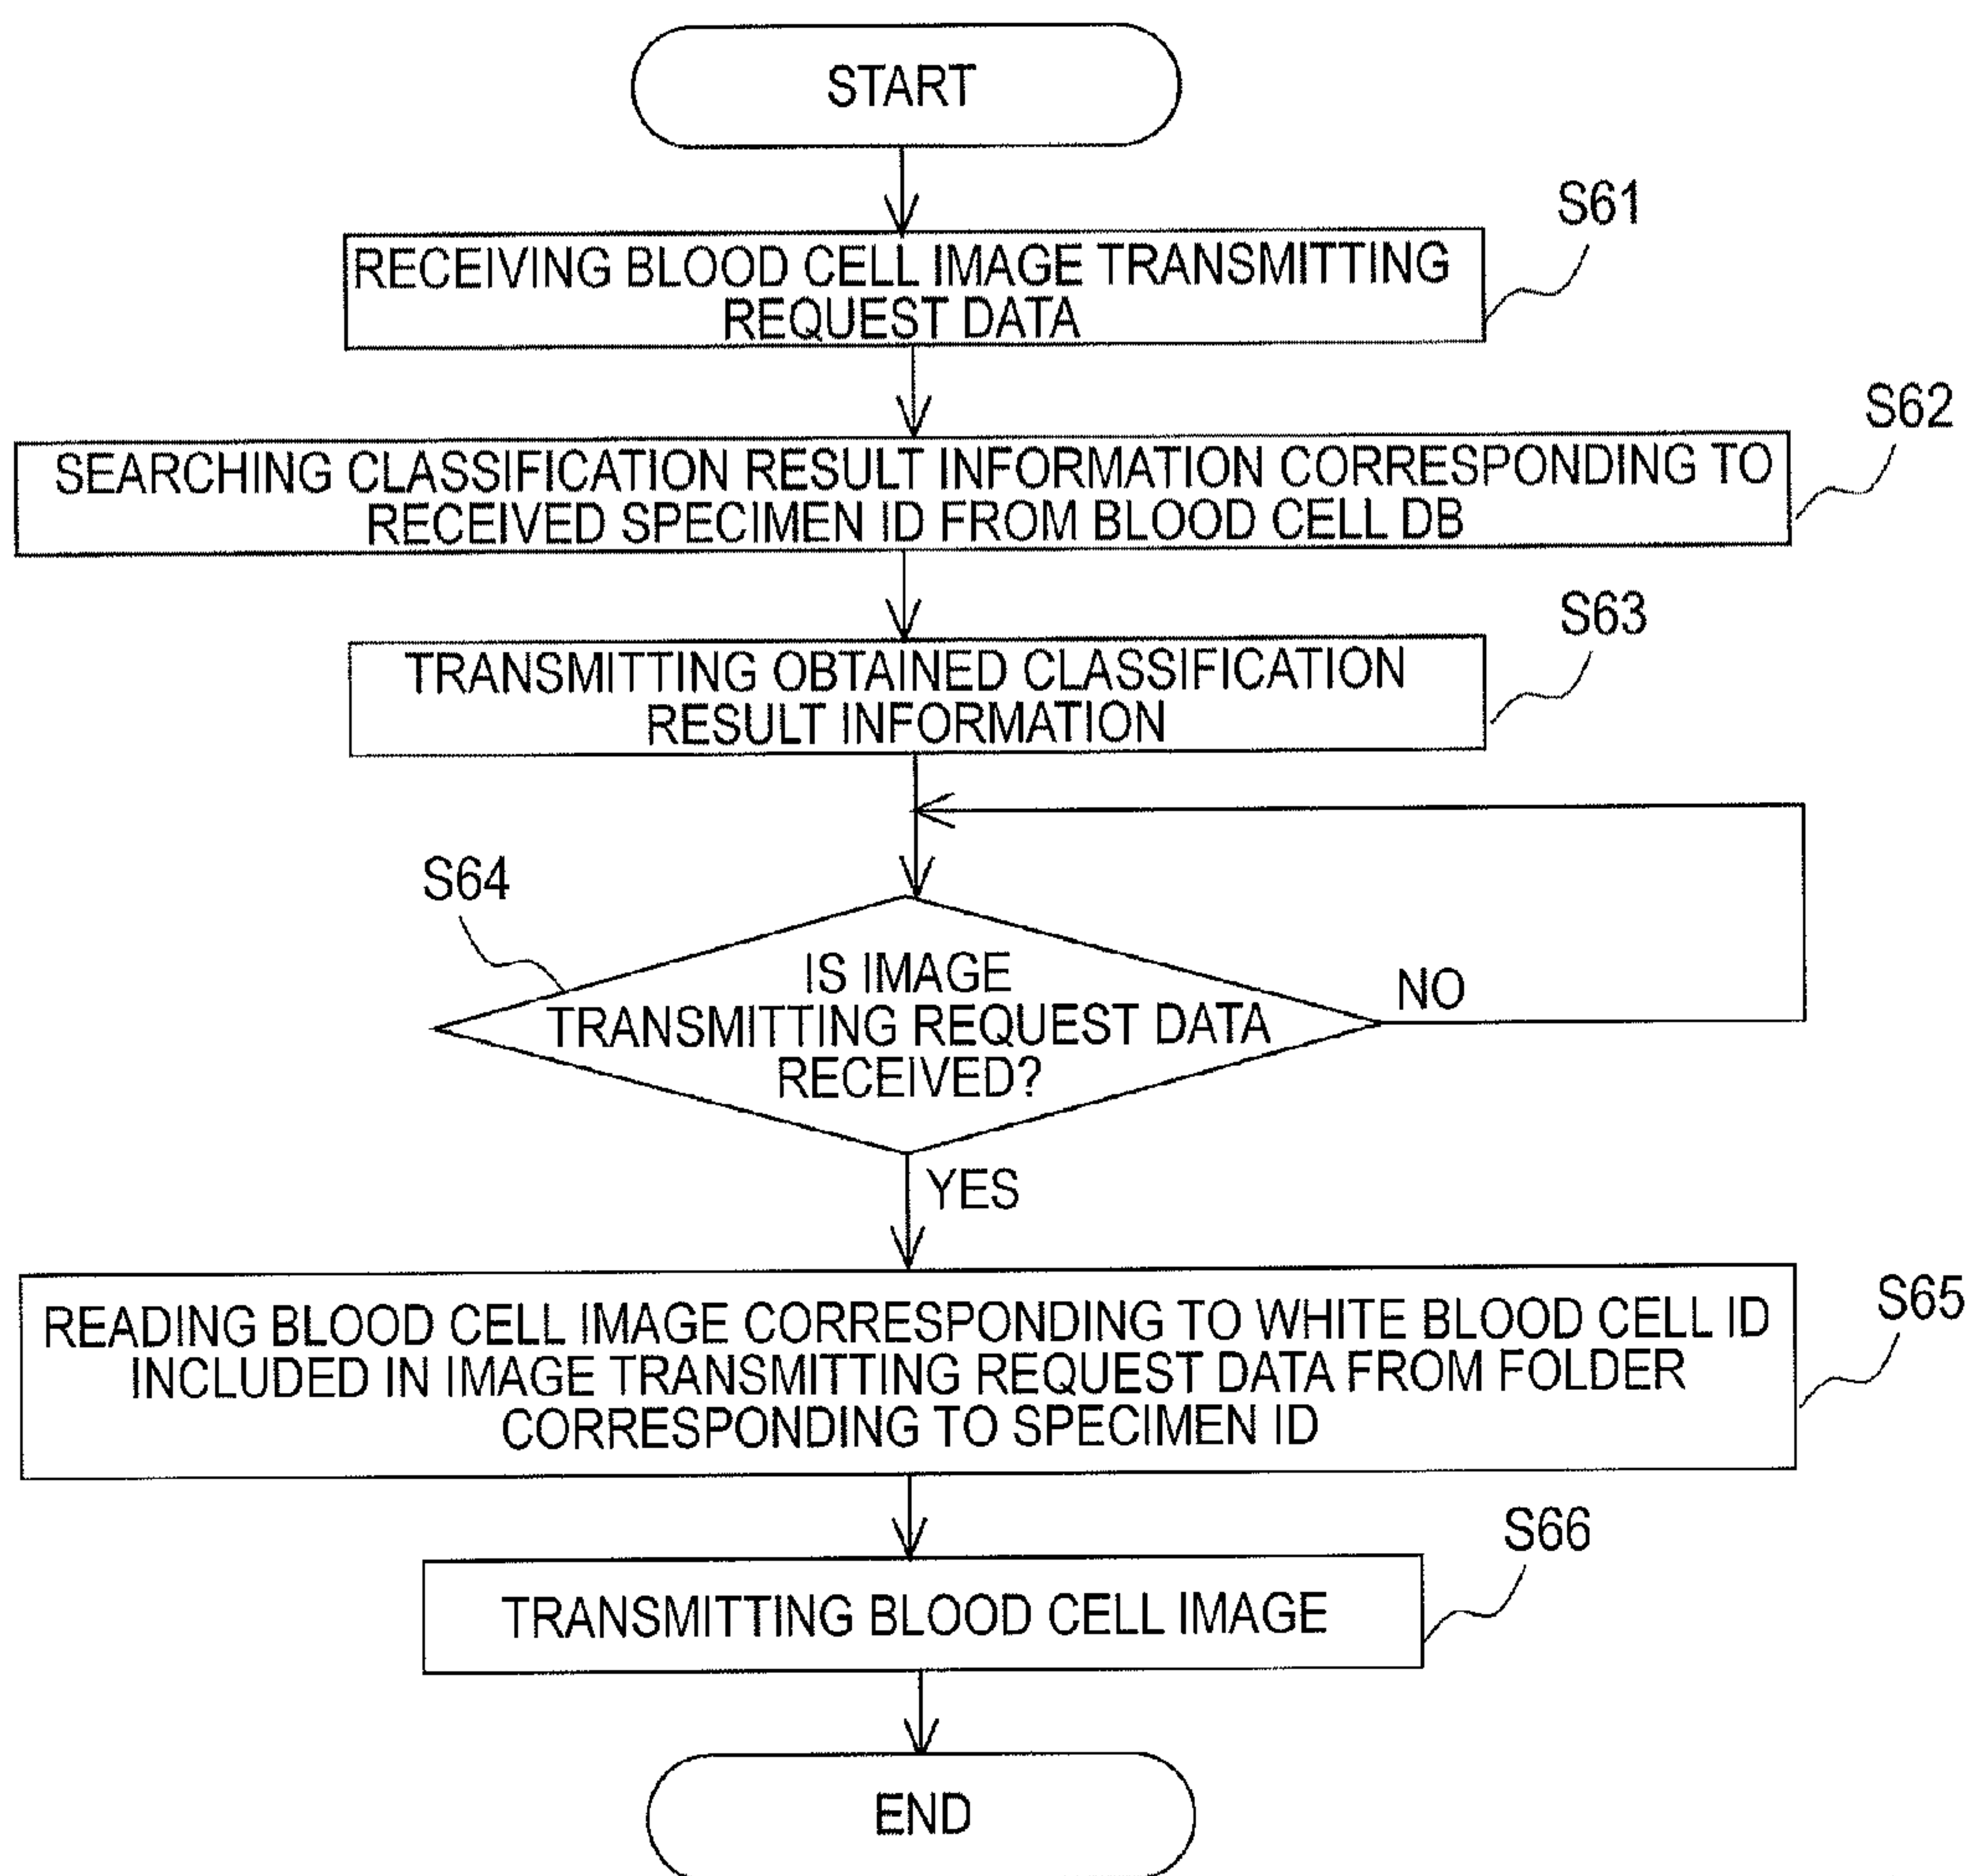 START
S61
RECEIVING BLOOD CELL IMAGE TRANSMITTING
REQUEST DATA
S62
SEARCHING CLASSIFICATION RESULT INFORMATION CORRESPONDING TO
RECEIVED SPECIMEN ID FROM BLOOD CELL DB
S63
TRANSMITTING OBTAINED CLASSIFICATION
RESULT INFORMATION
S64
IS IMAGE
TRANSMITTING REQUEST DATA
RECEIVED?
NO
YES
S65
READING BLOOD CELL IMAGE CORRESPONDING TO WHITE BLOOD CELL ID
INCLUDED IN IMAGE TRANSMITTING REQUEST DATA FROM FOLDER
CORRESPONDING TO SPECIMEN ID
S66
TRANSMITTING BLOOD CELL IMAGE
END